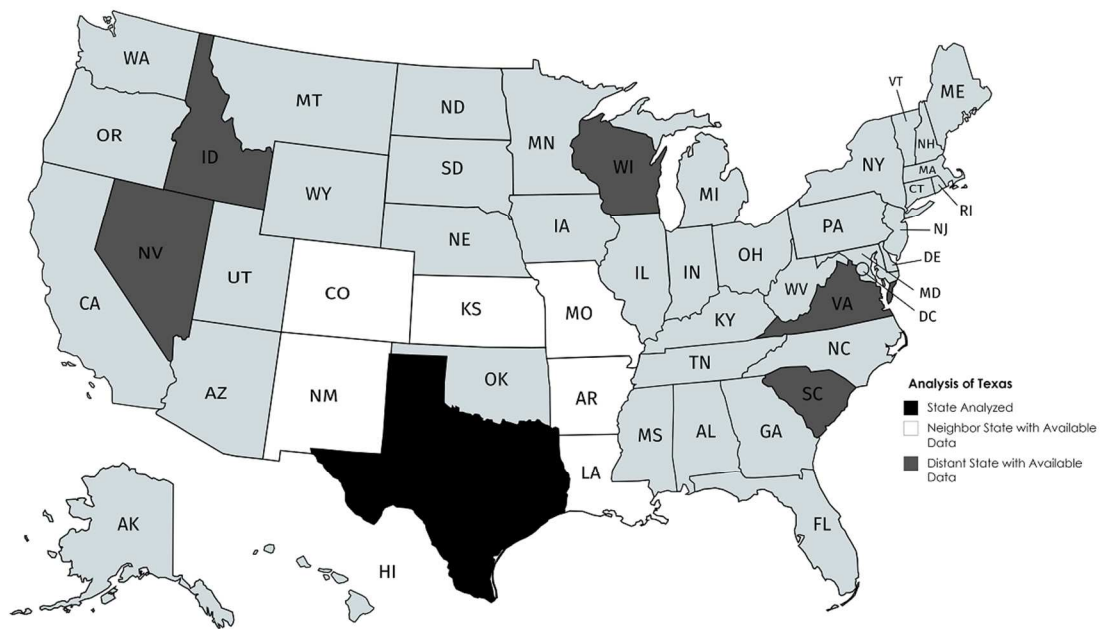 WA
MT
ND
MN
OR
ID
WY
SD
WI
MI
VT
ME
NH
NY
MA
CT
RI
NV
UT
CO
NE
IA
IL
IN
OH
PA
NJ
DE
MD
DC
CA
KS
MO
WV
VA
KY
AZ
NM
OK
AR
TN
NC
SC
MS
AL
GA
LA
FL
AK
HI
Analysis of Texas
State Analyzed
Neighbor State with Available
Data
Distant State with Available
Data